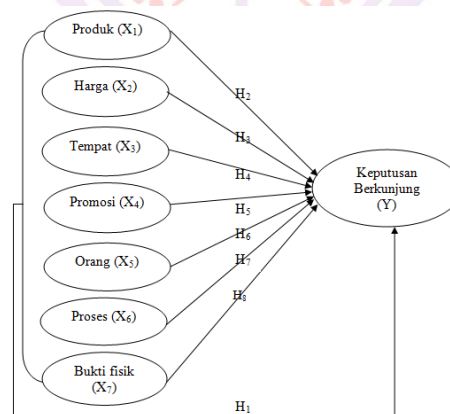 Produk (X₁)
Harga (X₂)
Tempat (X₃)
Promosi (X₄)
Orang (X₅)
Proses (X₆)
Bukti fisik
(X₇)
H₂
H₃
H₄
H₅
H₆
H₇
H₈
Keputusan
Berkunjung
(Y)
H₁